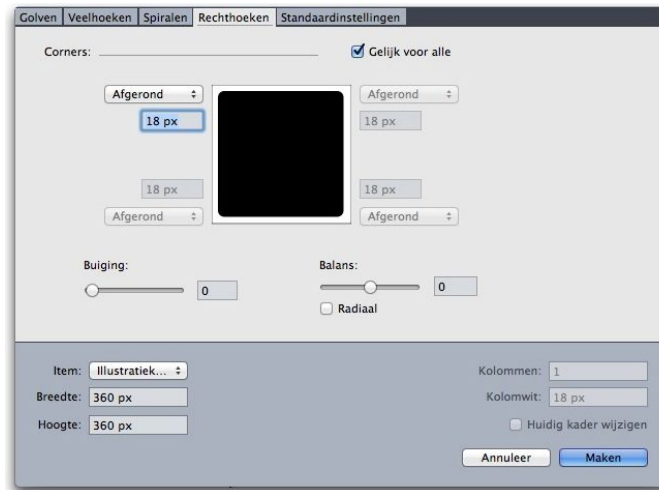 Golven Veelhoeken Spiralen Rechthoeken Standaardinstellingen
Corners: Gelijk voor alle
Afgerond Afgerond
18 px 18 px
18 px 18 px
Afgerond Afgerond
Buiging: Balans:
0 0
Radiaal
Item: Illustratiek... Kolommen: 1
Breedte: 360 px Kolomwit: 18 px
Hoogte: 360 px Huidig kader wijzigen
Annuleer Maken